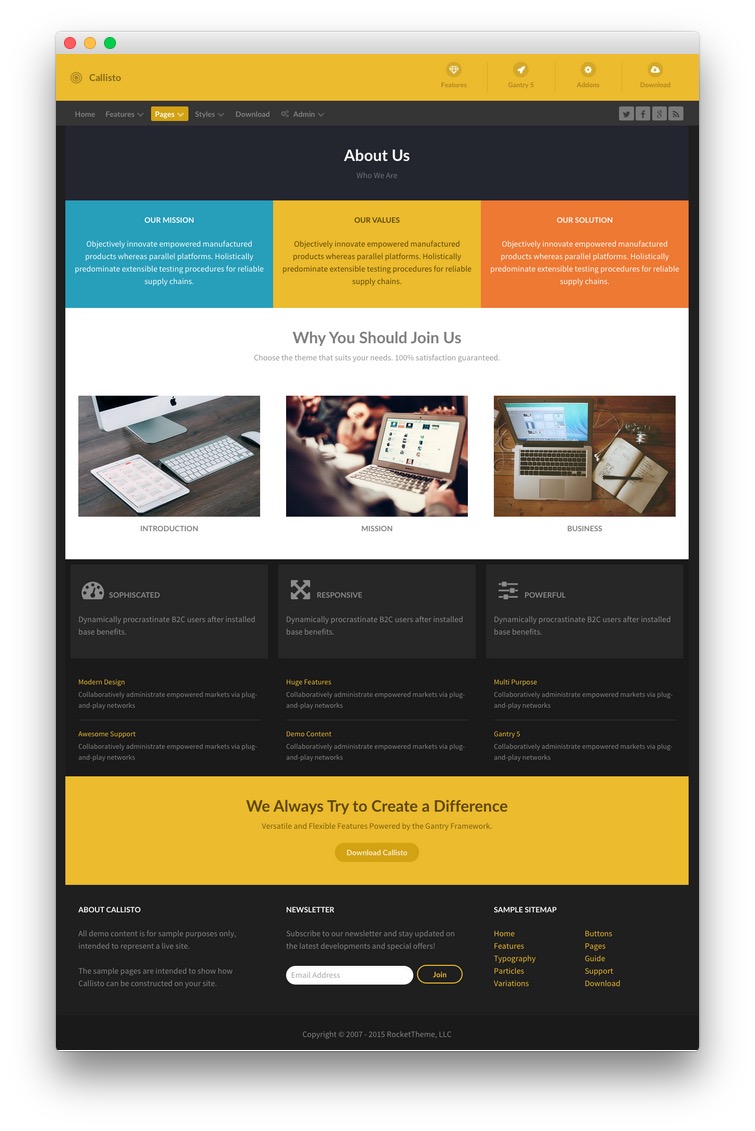 Callisto
Features
Gantry 5
Addons
Download
Home
Features
Pages
Styles
Download
Admin
About Us
Who We Are
OUR MISSION
Objectively innovate empowered manufactured
products whereas parallel platforms. Holistically
predominate extensible testing procedures for reliable
supply chains.
OUR VALUES
Objectively innovate empowered manufactured
products whereas parallel platforms. Holistically
predominate extensible testing procedures for reliable
supply chains.
OUR SOLUTION
Objectively innovate empowered manufactured
products whereas parallel platforms. Holistically
predominate extensible testing procedures for reliable
supply chains.
Why You Should Join Us
Choose the theme that suits your needs. 100% satisfaction guaranteed.
INTRODUCTION
MISSION
BUSINESS
SOPHISCATED
Dynamically procrastinate B2C users after installed
base benefits.
RESPONSIVE
Dynamically procrastinate B2C users after installed
base benefits.
POWERFUL
Dynamically procrastinate B2C users after installed
base benefits.
Modern Design
Collaboratively administrate empowered markets via plug-
and-play networks
Awesome Support
Collaboratively administrate empowered markets via plug-
and-play networks
Huge Features
Collaboratively administrate empowered markets via plug-
and-play networks
Demo Content
Collaboratively administrate empowered markets via plug-
and-play networks
Multi Purpose
Collaboratively administrate empowered markets via plug-
and-play networks
Gantry 5
Collaboratively administrate empowered markets via plug-
and-play networks
We Always Try to Create a Difference
Versatile and Flexible Features Powered by the Gantry Framework.
Download Callisto
ABOUT CALLISTO
All demo content is for sample purposes only,
intended to represent a live site.
The sample pages are intended to show how
Callisto can be constructed on your site.
NEWSLETTER
Subscribe to our newsletter and stay updated on
the latest developments and special offers!
Email Address
Join
SAMPLE SITEMAP
Home
Features
Typography
Particles
Variations
Buttons
Pages
Guide
Support
Download
Copyright © 2007 - 2015 RocketTheme, LLC